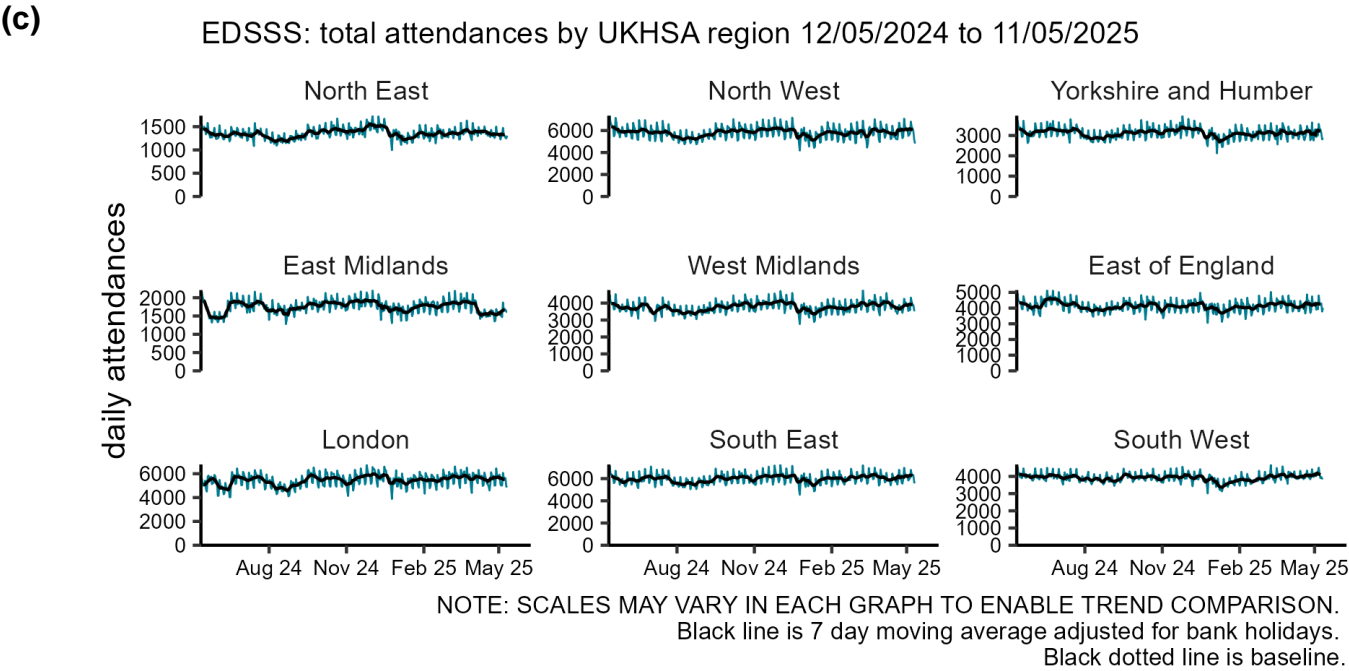 (c)
EDSSS: total attendances by UKHSA region 12/05/2024 to 11/05/2025
daily attendances
North East
1500
1000
500
0
North West
6000
4000
2000
0
Yorkshire and Humber
3000
2000
1000
0
East Midlands
2000
1500
1000
500
0
West Midlands
4000
3000
2000
1000
0
East of England
5000
4000
3000
2000
1000
0
London
6000
4000
2000
0
Aug 24 Nov 24 Feb 25 May 25
South East
6000
4000
2000
0
Aug 24 Nov 24 Feb 25 May 25
South West
4000
3000
2000
1000
0
Aug 24 Nov 24 Feb 25 May 25
NOTE: SCALES MAY VARY IN EACH GRAPH TO ENABLE TREND COMPARISON.
Black line is 7 day moving average adjusted for bank holidays.
Black dotted line is baseline.